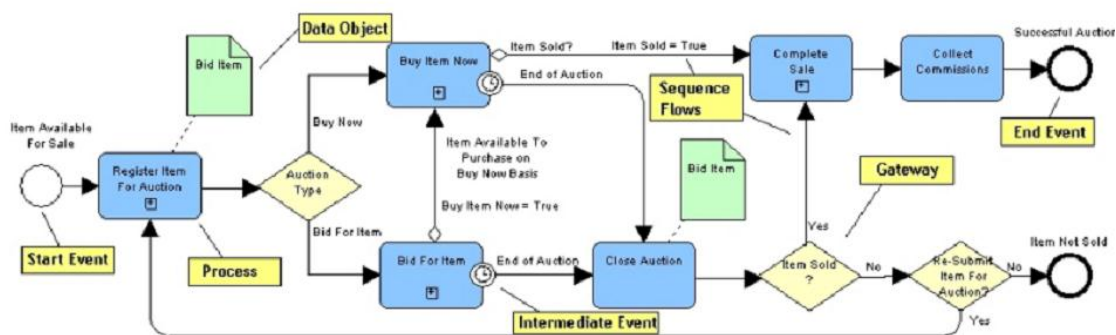 Data Object
Bid Item
Item Available
For Sale
Register Item
For Auction
Start Event
Process
Auction
Type
Buy Now
Bid For Item
Buy Item Now
Item Sold?
Item Sold = True
End of Auction
Item Available To
Purchase on
Buy Now Basis
Buy Item Now = True
Bid For Item
End of Auction
Intermediate Event
Close Auction
Bid Item
Sequence
Flows
Complete
Sale
Collect
Commissions
Successful Auction
End Event
Gateway
Yes
Item Sold
?
No
Re-Submit
Item For
Auction?
No
Yes
Item Not Sold